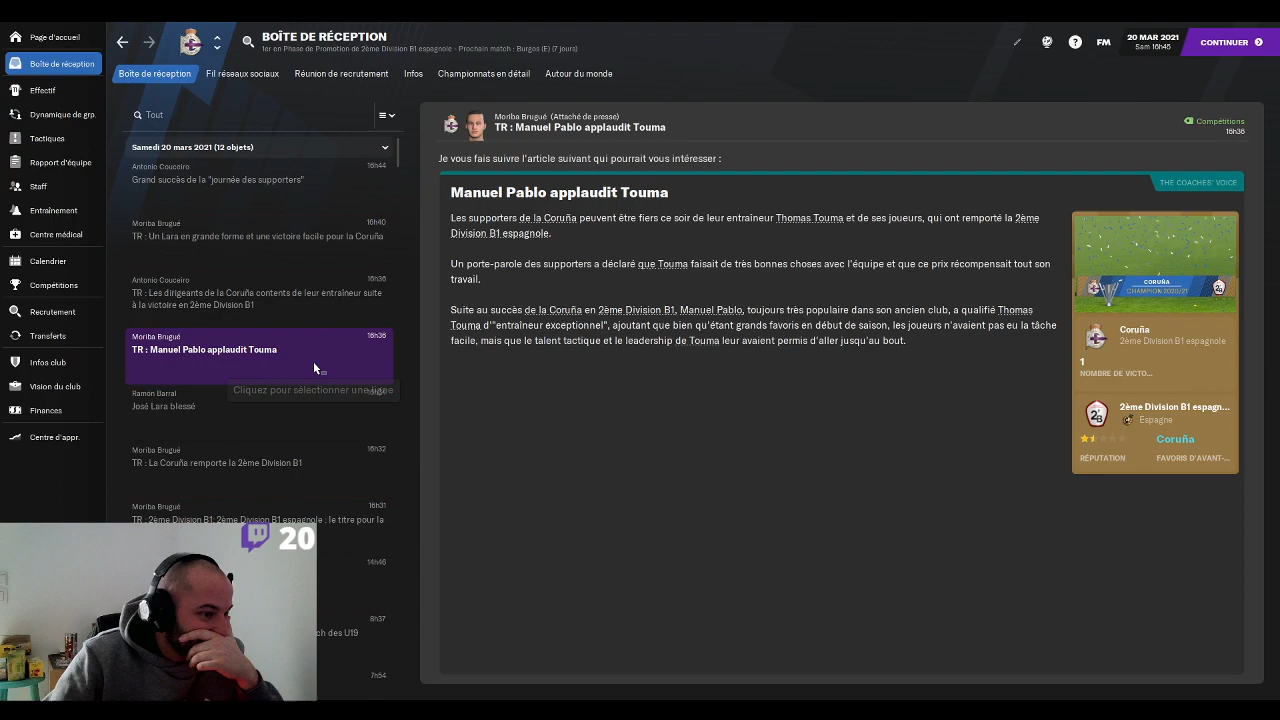 Page d'accueil
Boîte de réception
Effectif
Dynamique de grp.
Tactiques
Rapport d'équipe
Staff
Entraînement
Centre médical
Calendrier
Compétitions
Recrutement
Transferts
Infos club
Vision du club
Finances
Centre d'appr.
BOÎTE DE RÉCEPTION
1er en Phase de Promotion de 2ème Division B1 espagnole - Prochain match : Burgos (E) (7 jours)
FM
20 MAR 2021
Sam 16h45
CONTINUER
Boîte de réception
Fil réseaux sociaux
Réunion de recrutement
Infos
Championnats en détail
Autour du monde
Tout
Samedi 20 mars 2021 (12 objets)
Antonio Couceiro 16h44
Grand succès de la "journée des supporters"
Moriba Brugué 16h40
TR : Un Lara en grande forme et une victoire facile pour la Coruña
Antonio Couceiro 16h36
TR : Les dirigeants de la Coruña contents de leur entraîneur suite
à la victoire en 2ème Division B1
Moriba Brugué 16h36
TR : Manuel Pablo applaudit Touma
Cliquez pour sélectionner une ligne
Ramón Barral
José Lara blessé
Moriba Brugué 16h32
TR : La Coruña remporte la 2ème Division B1
Moriba Brugué 16h31
TR : 2ème Division B1: 2ème Division B1 espagnole : le titre pour la
14h46
8h37
ch des U19
7h54
20
Moriba Brugué (Attaché de presse)
TR : Manuel Pablo applaudit Touma
Compétitions
16h36
Je vous fais suivre l'article suivant qui pourrait vous intéresser :
THE COACHES' VOICE
Manuel Pablo applaudit Touma
Les supporters de la Coruña peuvent être fiers ce soir de leur entraîneur Thomas Touma et de ses joueurs, qui ont remporté la 2ème
Division B1 espagnole.
Un porte-parole des supporters a déclaré que Touma faisait de très bonnes choses avec l'équipe et que ce prix récompensait tout son
travail.
Suite au succès de la Coruña en 2ème Division B1, Manuel Pablo, toujours très populaire dans son ancien club, a qualifié Thomas
Touma d'"entraîneur exceptionnel", ajoutant que bien qu'étant grands favoris en début de saison, les joueurs n'avaient pas eu la tâche
facile, mais que le talent tactique et le leadership de Touma leur avaient permis d'aller jusqu'au bout.
CORUÑA
CHAMPION 2020/21
Coruña
2ème Division B1 espagnole
1
NOMBRE DE VICTO...
2ème Division B1 espagn...
Espagne
Coruña
RÉPUTATION
FAVORIS D'AVANT-...